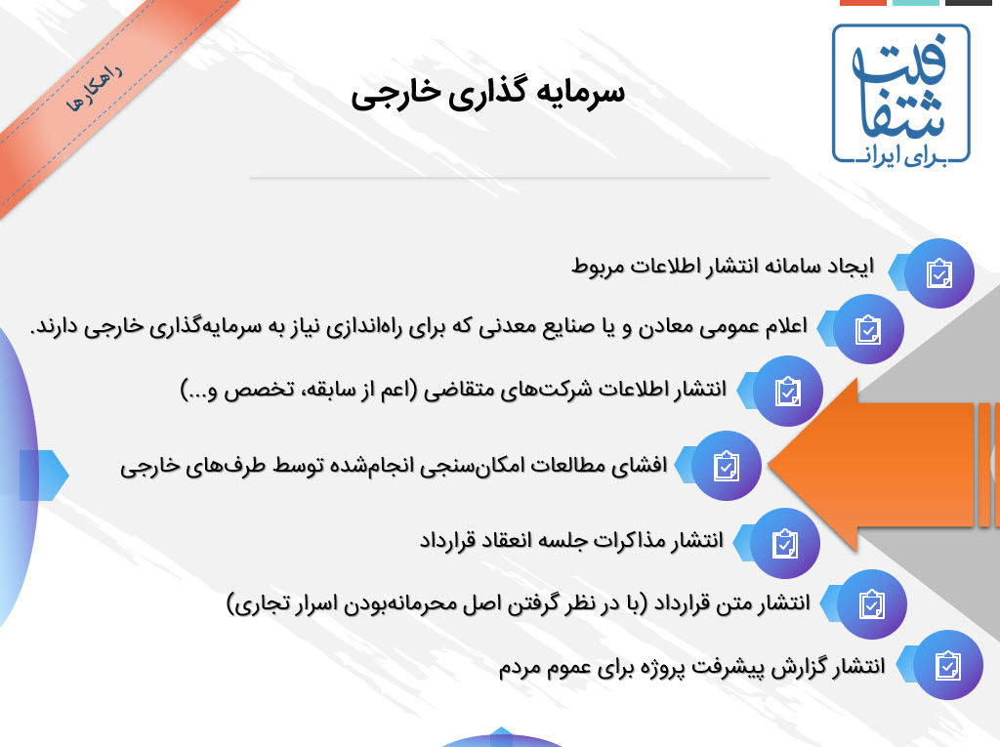 راهکارها
شفافیت
برای ایران
سرمایه گذاری خارجی
ایجاد سامانه انتشار اطلاعات مربوط
اعلام عمومی معادن و یا صنایع معدنی که برای راه‌اندازی نیاز به سرمایه‌گذاری خارجی دارند.
انتشار اطلاعات شرکت‌های متقاضی (اعم از سابقه، تخصص و...)
افشای مطالعات امکان‌سنجی انجام‌شده توسط طرف‌های خارجی
انتشار مذاکرات جلسه انعقاد قرارداد
انتشار متن قرارداد (با در نظر گرفتن اصل محرمانه‌بودن اسرار تجاری)
انتشار گزارش پیشرفت پروژه برای عموم مردم